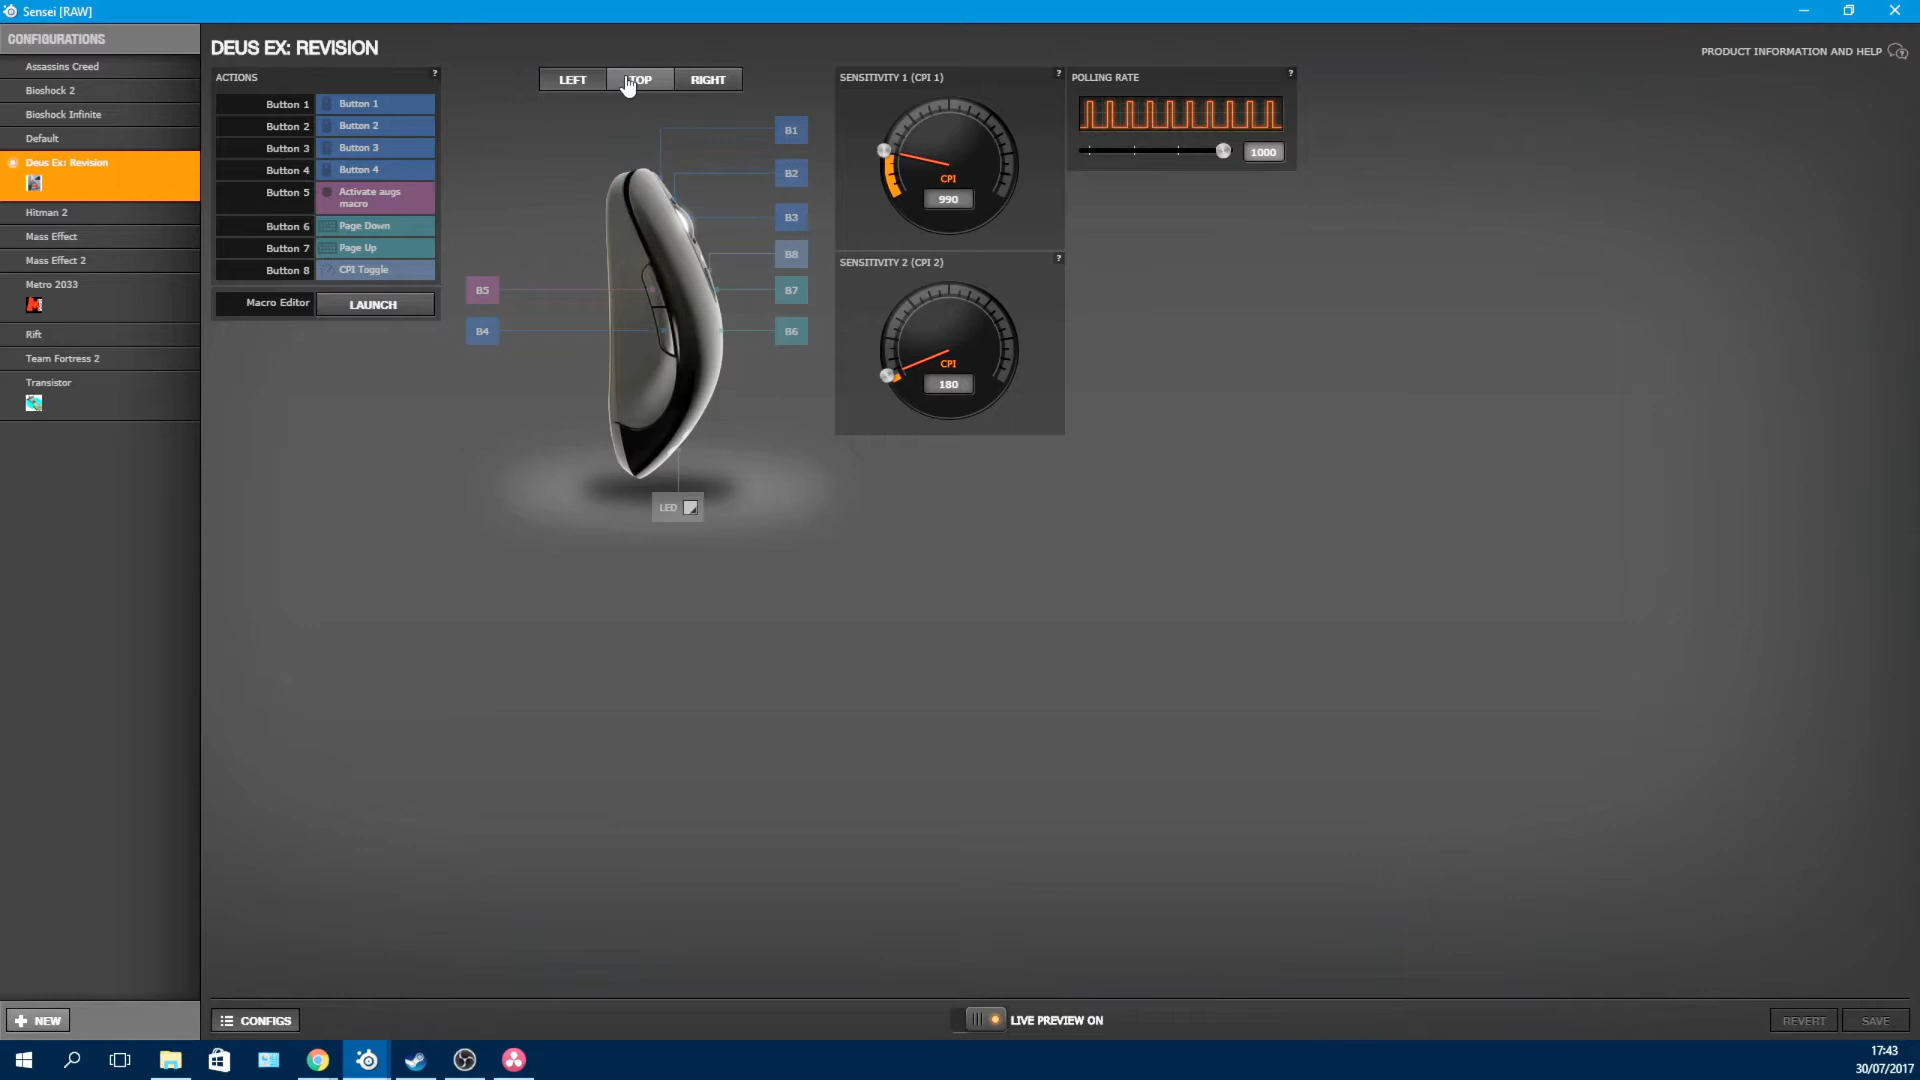 Sensei [RAW]
CONFIGURATIONS
Assassins Creed
Bioshock 2
Bioshock Infinite
Default
Deus Ex: Revision
Hitman 2
Mass Effect
Mass Effect 2
Metro 2033
Rift
Team Fortress 2
Transistor
NEW
DEUS EX: REVISION
PRODUCT INFORMATION AND HELP
ACTIONS ?
Button 1 Button 1
Button 2 Button 2
Button 3 Button 3
Button 4 Button 4
Button 5 Activate augs
macro
Button 6 Page Down
Button 7 Page Up
Button 8 CPI Toggle
Macro Editor LAUNCH
LEFT TOP RIGHT
B1
B2
B3
B8
B5 B7
B4 B6
LED
SENSITIVITY 1 (CPI 1) ?
CPI
990
SENSITIVITY 2 (CPI 2) ?
CPI
180
POLLING RATE ?
1000
CONFIGS
LIVE PREVIEW ON
REVERT SAVE
17:43
30/07/2017